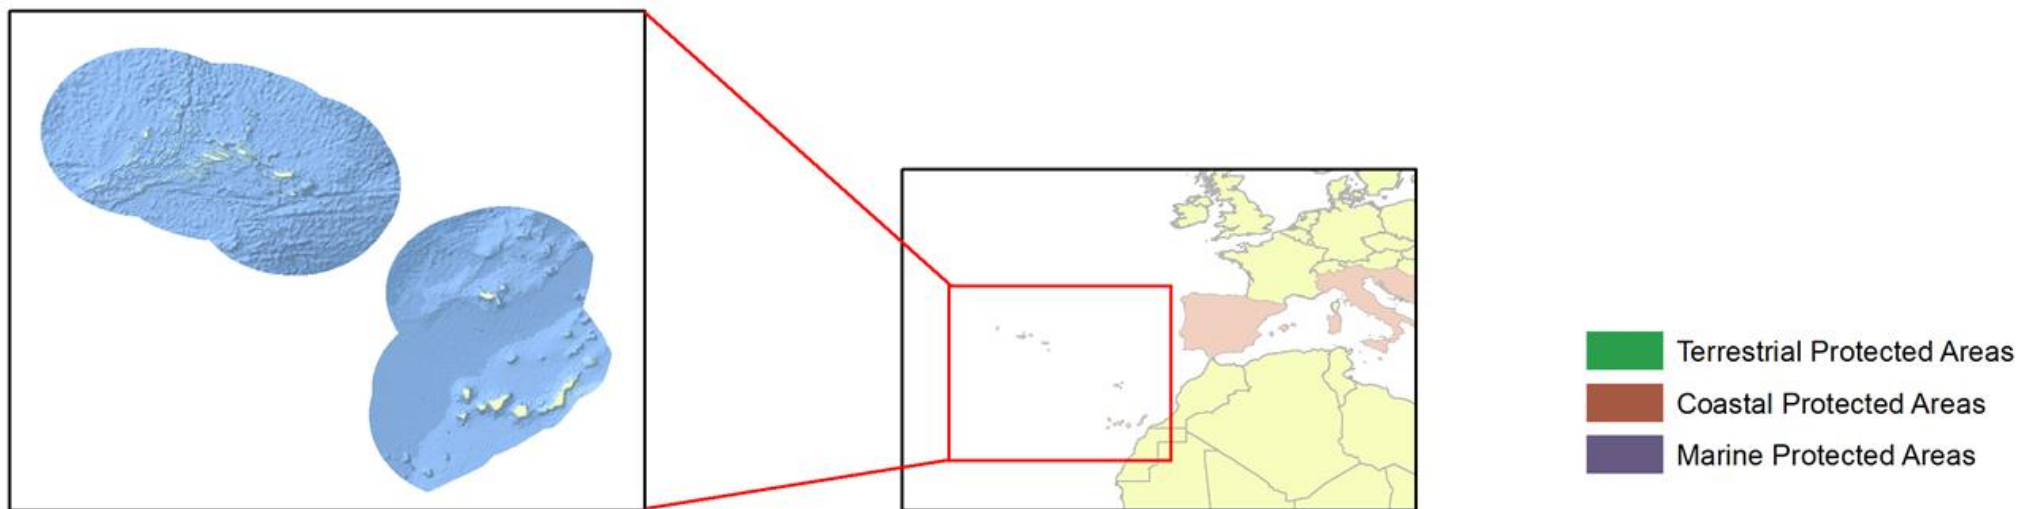 Terrestrial Protected Areas
Coastal Protected Areas
Marine Protected Areas